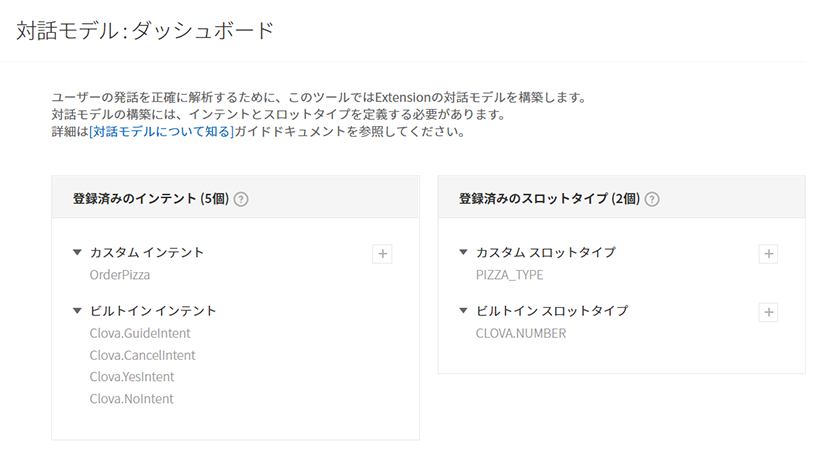 対話モデル : ダッシュボード
ユーザーの発話を正確に解析するために、このツールではExtensionの対話モデルを構築します。
対話モデルの構築には、インテントとスロットタイプを定義する必要があります。
詳細は[対話モデルについて知る]ガイドドキュメントを参照してください。
登録済みのインテント (5個) ?
▼ カスタム インテント +
OrderPizza
▼ ビルトイン インテント
Clova.GuideIntent
Clova.CancelIntent
Clova.YesIntent
Clova.NoIntent
登録済みのスロットタイプ (2個) ?
▼ カスタム スロットタイプ +
PIZZA_TYPE
▼ ビルトイン スロットタイプ +
CLOVA.NUMBER